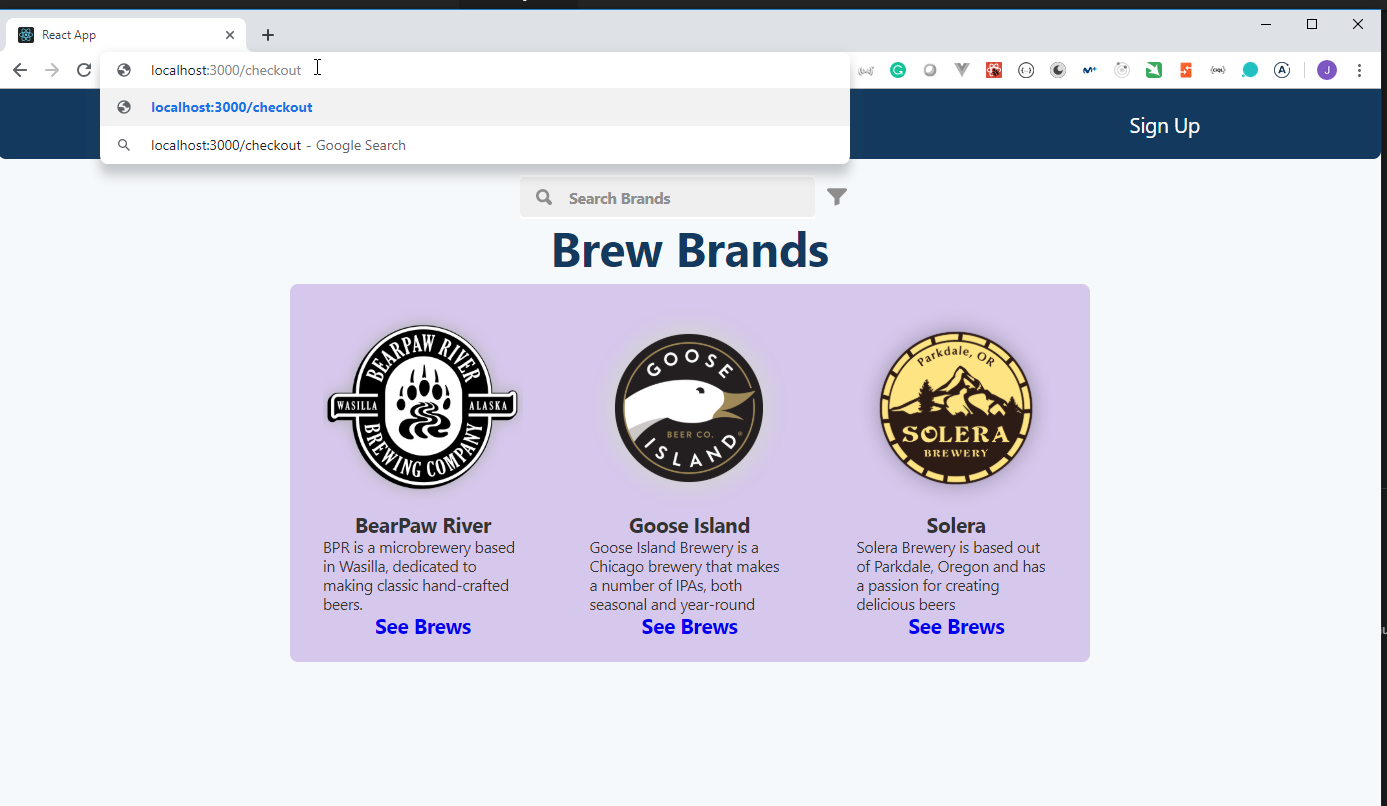 React App
localhost:3000/checkout
localhost:3000/checkout
localhost:3000/checkout - Google Search
J
Sign Up
Search Brands
Brew Brands
BEARPAW RIVER
WASILLA ALASKA
BREWING COMPANY
GOOSE
BEER CO.
ISLAND
Parkdale, OR
SOLERA
BREWERY
BearPaw River
BPR is a microbrewery based
in Wasilla, dedicated to
making classic hand-crafted
beers.
See Brews
Goose Island
Goose Island Brewery is a
Chicago brewery that makes
a number of IPAs, both
seasonal and year-round
See Brews
Solera
Solera Brewery is based out
of Parkdale, Oregon and has
a passion for creating
delicious beers
See Brews